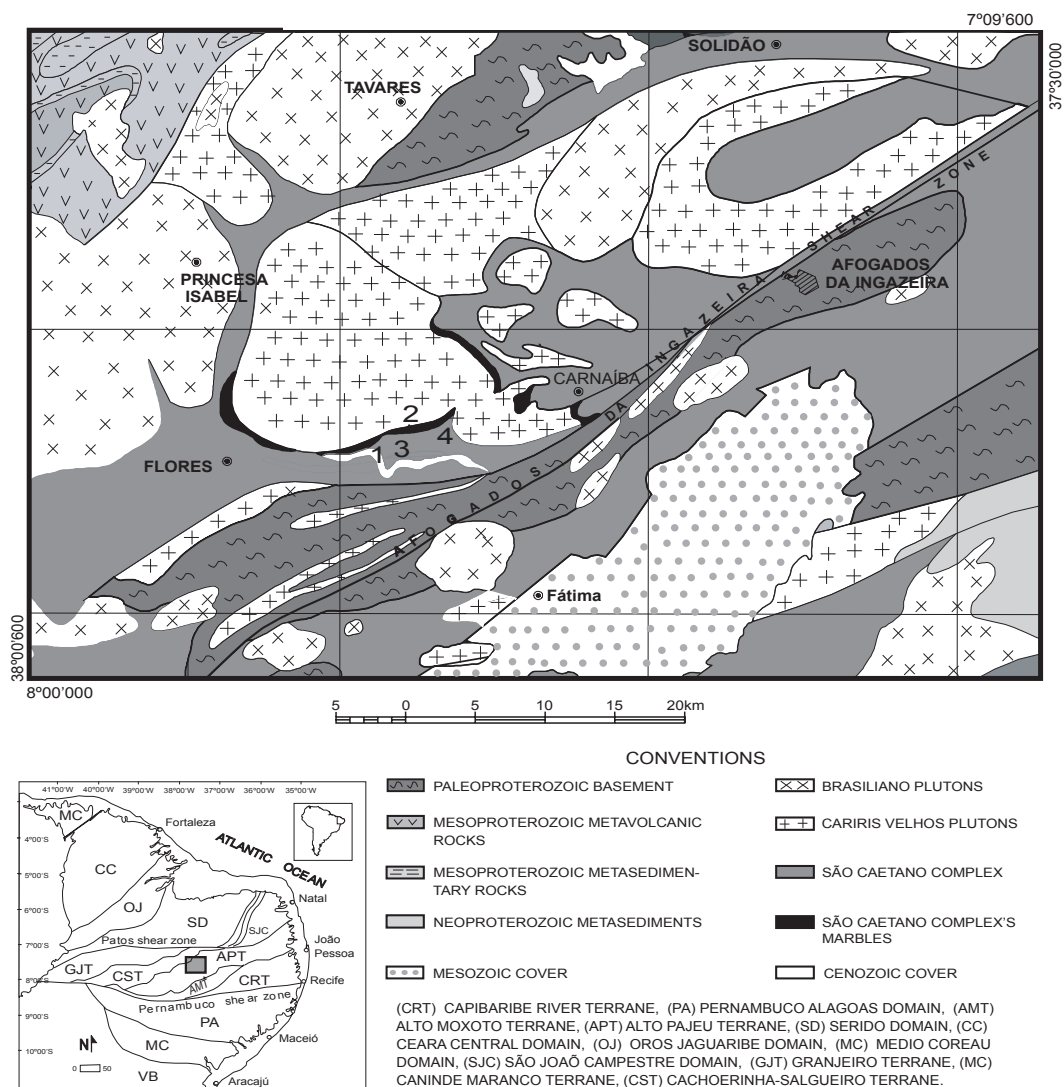 7º09'600
37º30'000
SOLIDÃO
TAVARES
PRINCESA
ISABEL
AFOGADOS
DA INGAZEIRA
AFOGADOS DA INGAZEIRA SHEAR ZONE
CARNAÍBA
2
1 3 4
FLORES
Fátima
38º00'600
8º00'000
5 0 5 10 15 20km
CONVENTIONS
PALEOPROTEROZOIC BASEMENT
MESOPROTEROZOIC METAVOLCANIC
ROCKS
MESOPROTEROZOIC METASEDIMEN-
TARY ROCKS
NEOPROTEROZOIC METASEDIMENTS
MESOZOIC COVER
BRASILIANO PLUTONS
CARIRIS VELHOS PLUTONS
SÃO CAETANO COMPLEX
SÃO CAETANO COMPLEX'S
MARBLES
CENOZOIC COVER
(CRT) CAPIBARIBE RIVER TERRANE, (PA) PERNAMBUCO ALAGOAS DOMAIN, (AMT)
ALTO MOXOTO TERRANE, (APT) ALTO PAJEU TERRANE, (SD) SERIDO DOMAIN, (CC)
CEARA CENTRAL DOMAIN, (OJ) OROS JAGUARIBE DOMAIN, (MC) MEDIO COREAU
DOMAIN, (SJC) SÃO JOAÕ CAMPESTRE DOMAIN, (GJT) GRANJEIRO TERRANE, (MC)
CANINDE MARANCO TERRANE, (CST) CACHOERINHA-SALGUEIRO TERRANE.
41°00'W 40°00'W 39°00'W 38°00'W 37°00'W 36°00'W 35°00'W
4°00'S
5°00'S
6°00'S
7°00'S
8°00'S
9°00'S
10°00'S
MC
Fortaleza
ATLANTIC OCEAN
CC
OJ
SD
SJC
Natal
Patos shear zone
João
Pessoa
GJT
CST
APT
AMT
CRT
Recife
Pernambuco shear zone
PA
Maceió
MC
N
0 50
VB
Aracajú